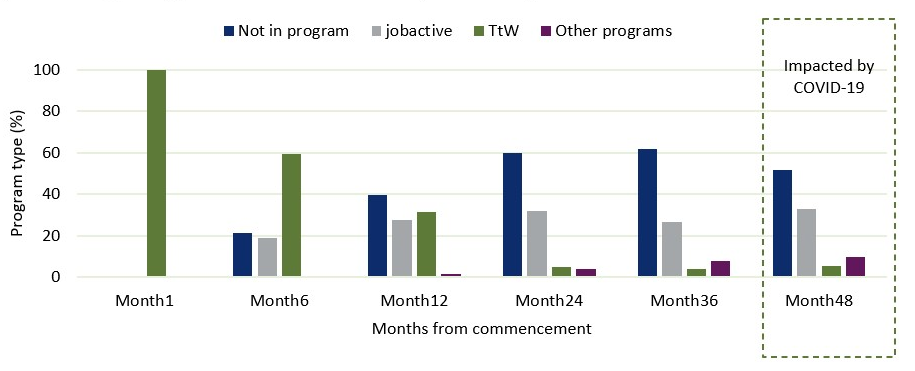 Not in program jobactive TtW Other programs
Impacted by
COVID-19
100
80
60
40
20
0
Program type (%)
Month1 Month6 Month12 Month24 Month36 Month48
Months from commencement